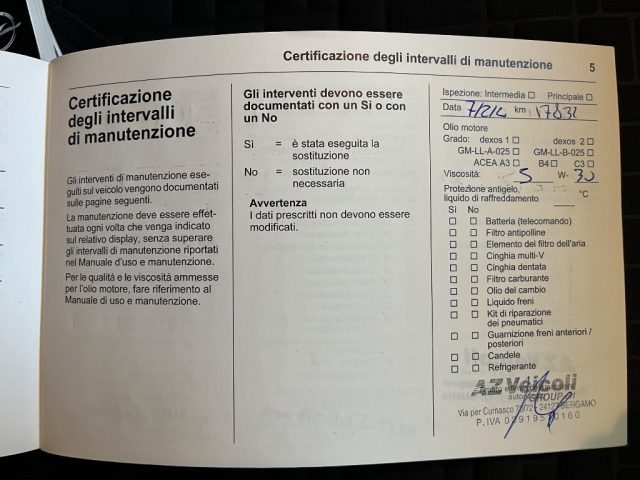 Certificazione degli intervalli di manutenzione 5
Certificazione
degli intervalli
di manutenzione
Gli interventi di manutenzione ese-
guiti sul veicolo vengono documentati
sulle pagine seguenti.
La manutenzione deve essere effet-
tuata ogni volta che venga indicato
sul relativo display, senza superare
gli intervalli di manutenzione riportati
nel Manuale d'uso e manutenzione.
Per le qualità e le viscosità ammesse
per l'olio motore, fare riferimento al
Manuale di uso e manutenzione.
Gli interventi devono essere
documentati con un Sì o con
un No
Sì = è stata eseguita la
sostituzione
No = sostituzione non
necessaria
Avvertenza
I dati prescritti non devono essere
modificati.
Ispezione: Intermedia ☐ Principale ☐
Data km 17832
Olio motore
Grado: dexos 1 ☐ dexos 2 ☐
GM-LL-A-025 ☐ GM-LL-B-025 ☐
ACEA A3 ☐ B4 ☐ C3 ☐
Viscosità: 5 W- 30
Protezione antigelo,
liquido di raffreddamento °C
Sì No
☐ ☐ Batteria (telecomando)
☐ ☐ Filtro antipolline
☐ ☐ Elemento del filtro dell'aria
☐ ☐ Cinghia multi-V
☐ ☐ Cinghia dentata
☐ ☐ Filtro carburante
☐ ☐ Olio del cambio
☐ ☐ Liquido freni
☐ ☐ Kit di riparazione
dei pneumatici
☐ ☐ Guarnizione freni anteriori /
posteriori
☐ ☐ Candele
☐ ☐ Refrigerante
AZVeicoli
Via per Curnasco BERGAMO
P. IVA